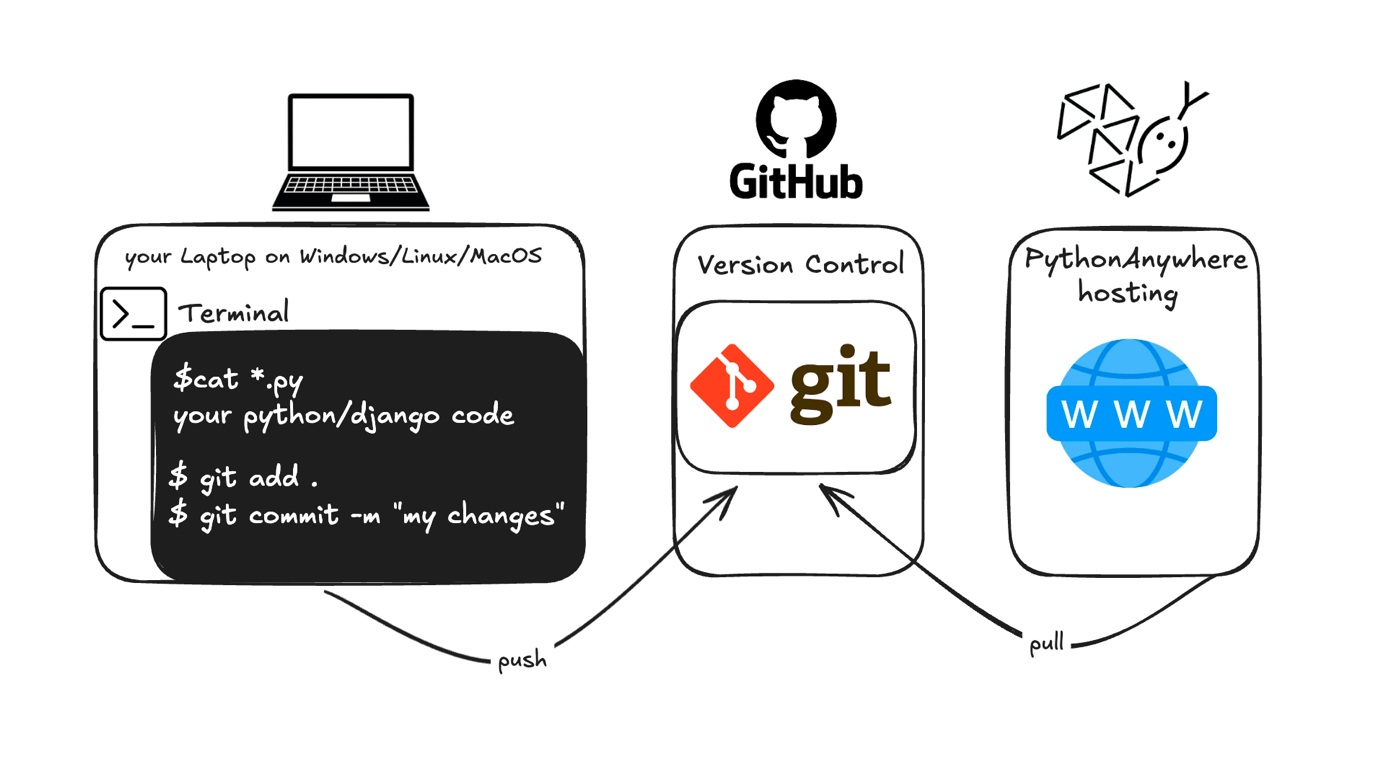 your Laptop on Windows/Linux/MacOS
>_ Terminal
$cat *.py
your python/django code
$ git add .
$ git commit -m "my changes"
push
GitHub
Version Control
git
pull
PythonAnywhere
hosting
WWW